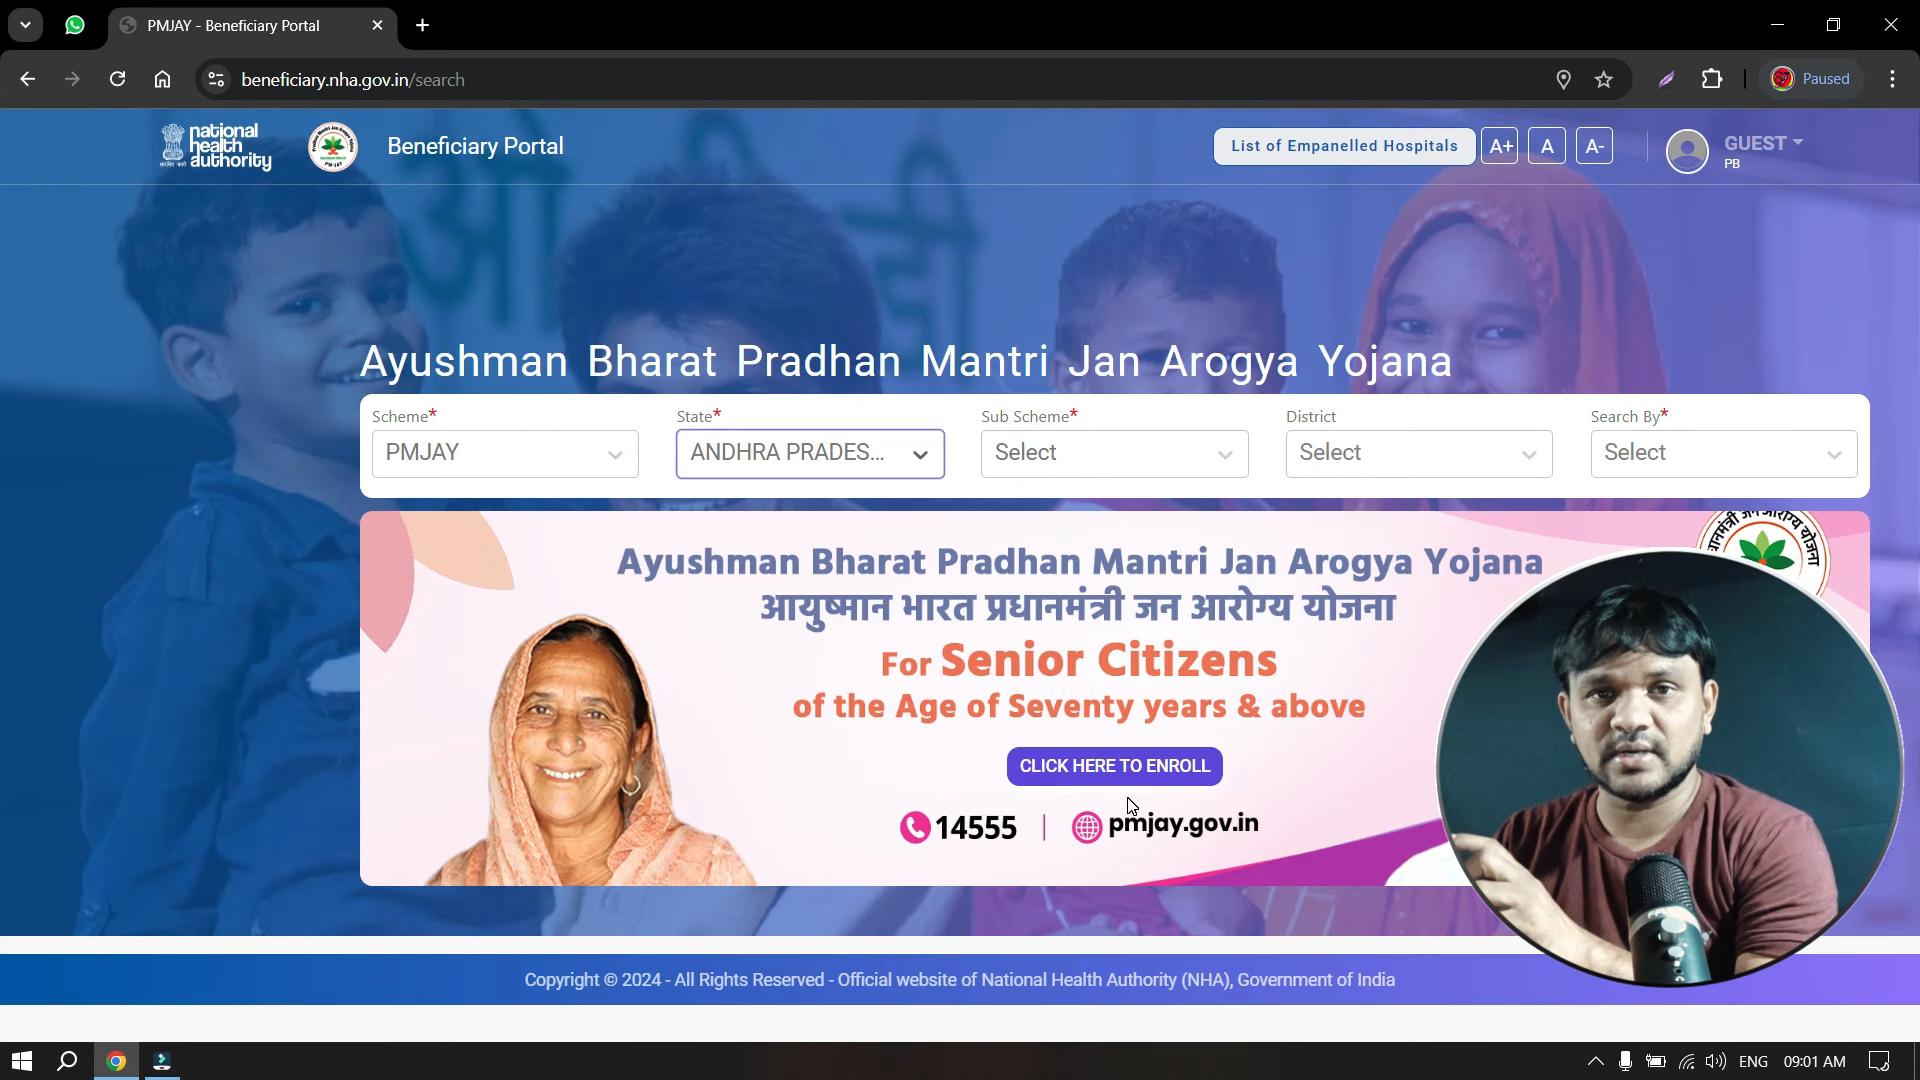 PMJAY - Beneficiary Portal
beneficiary.nha.gov.in/search
Paused
national
health
authority
Beneficiary Portal
List of Empanelled Hospitals
A+
A
A-
GUEST
PB
Ayushman Bharat Pradhan Mantri Jan Arogya Yojana
Scheme* State* Sub Scheme* District Search By*
PMJAY ANDHRA PRADES... Select Select Select
Ayushman Bharat Pradhan Mantri Jan Arogya Yojana
आयुष्मान भारत प्रधानमंत्री जन आरोग्य योजना
For Senior Citizens
of the Age of Seventy years & above
CLICK HERE TO ENROLL
14555 | pmjay.gov.in
Copyright © 2024 - All Rights Reserved - Official website of National Health Authority (NHA), Government of India
ENG 09:01 AM